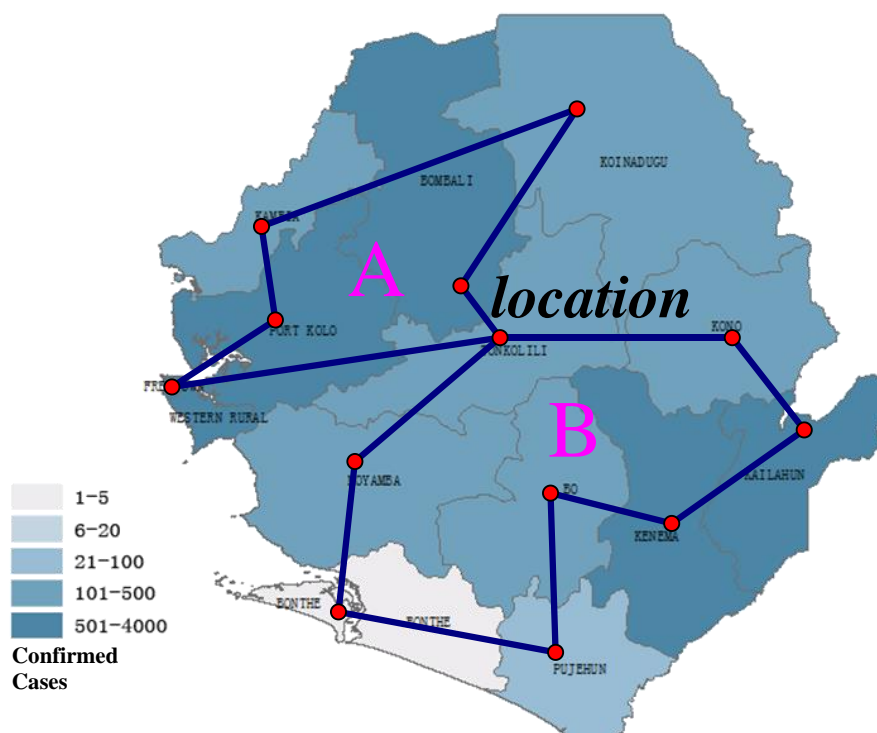 KOINADUGU
BOMBALI
KAMBIA
A
location
PORT KOLO
KONO
TONKOLILI
WESTERN RURAL
B
MOYAMBA
KAILAHUN
BO
KENEMA
BONTHE
BONTHE
PUJEHUN
1-5
6-20
21-100
101-500
501-4000
Confirmed
Cases